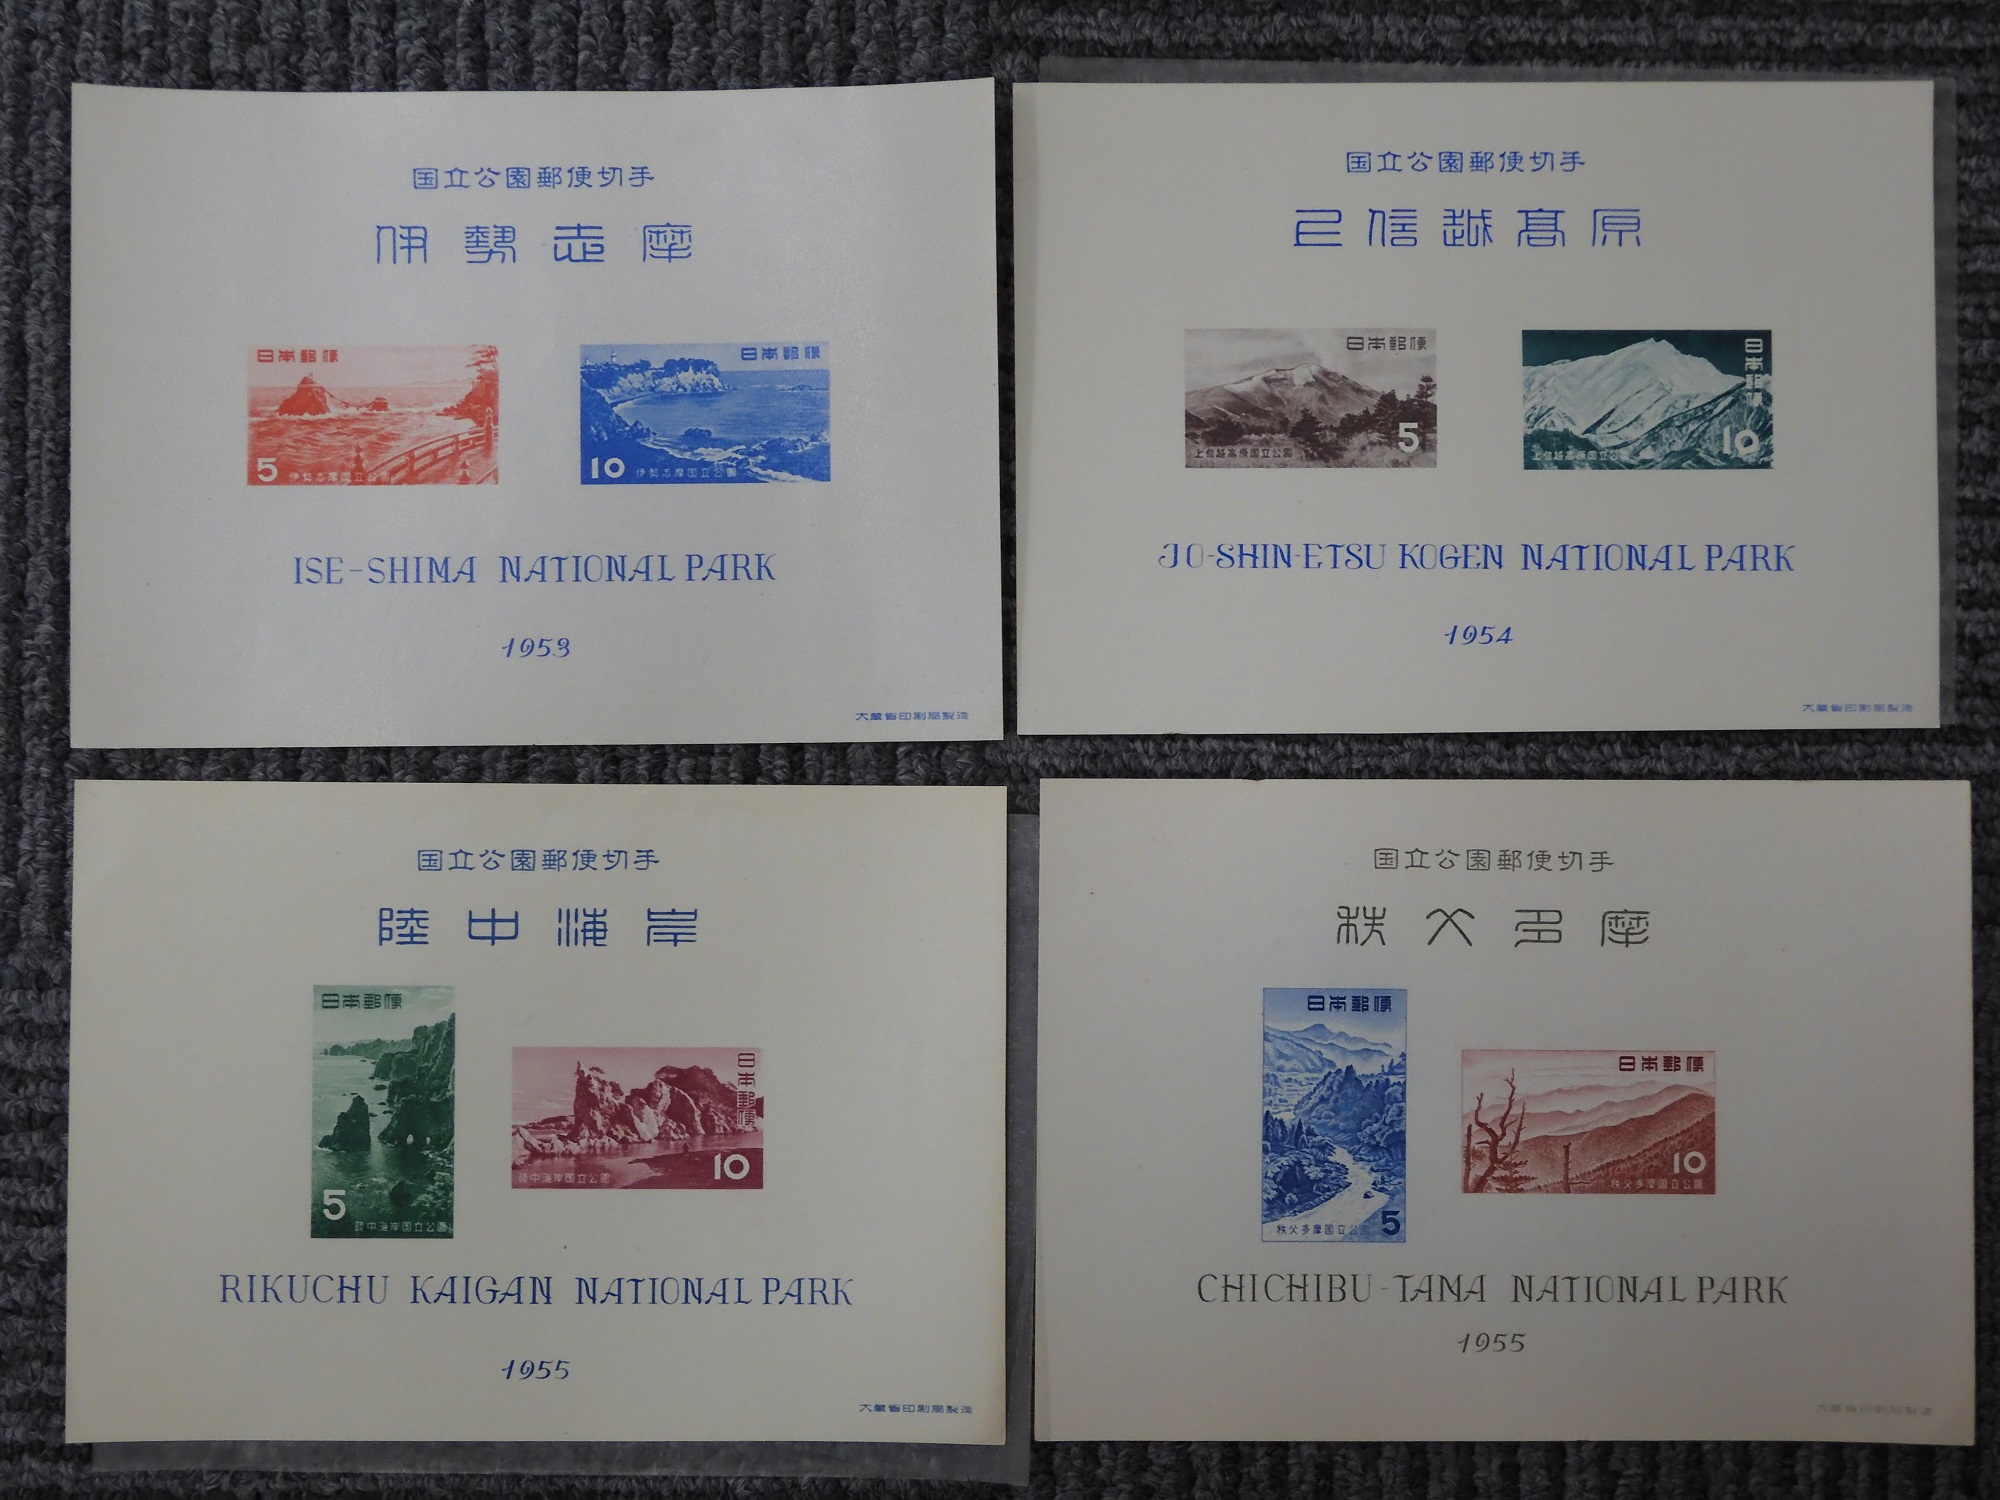 国立公園郵便切手
伊勢志摩
日本郵便
5 伊勢志摩国立公園
日本郵便
10 伊勢志摩国立公園
ISE-SHIMA NATIONAL PARK
1953
大蔵省印刷局製造
国立公園郵便切手
上信越高原
日本郵便
5
上信越高原国立公園
日本郵便
10
上信越高原国立公園
JO-SHIN-ETSU KOGEN NATIONAL PARK
1954
大蔵省印刷局製造
国立公園郵便切手
陸中海岸
日本郵便
5
陸中海岸国立公園
日本郵便
10
陸中海岸国立公園
RIKUCHU KAIGAN NATIONAL PARK
1955
大蔵省印刷局製造
国立公園郵便切手
秩父多摩
日本郵便
秩父多摩国立公園 5
日本郵便
10
秩父多摩国立公園
CHICHIBU-TAMA NATIONAL PARK
1955
大蔵省印刷局製造